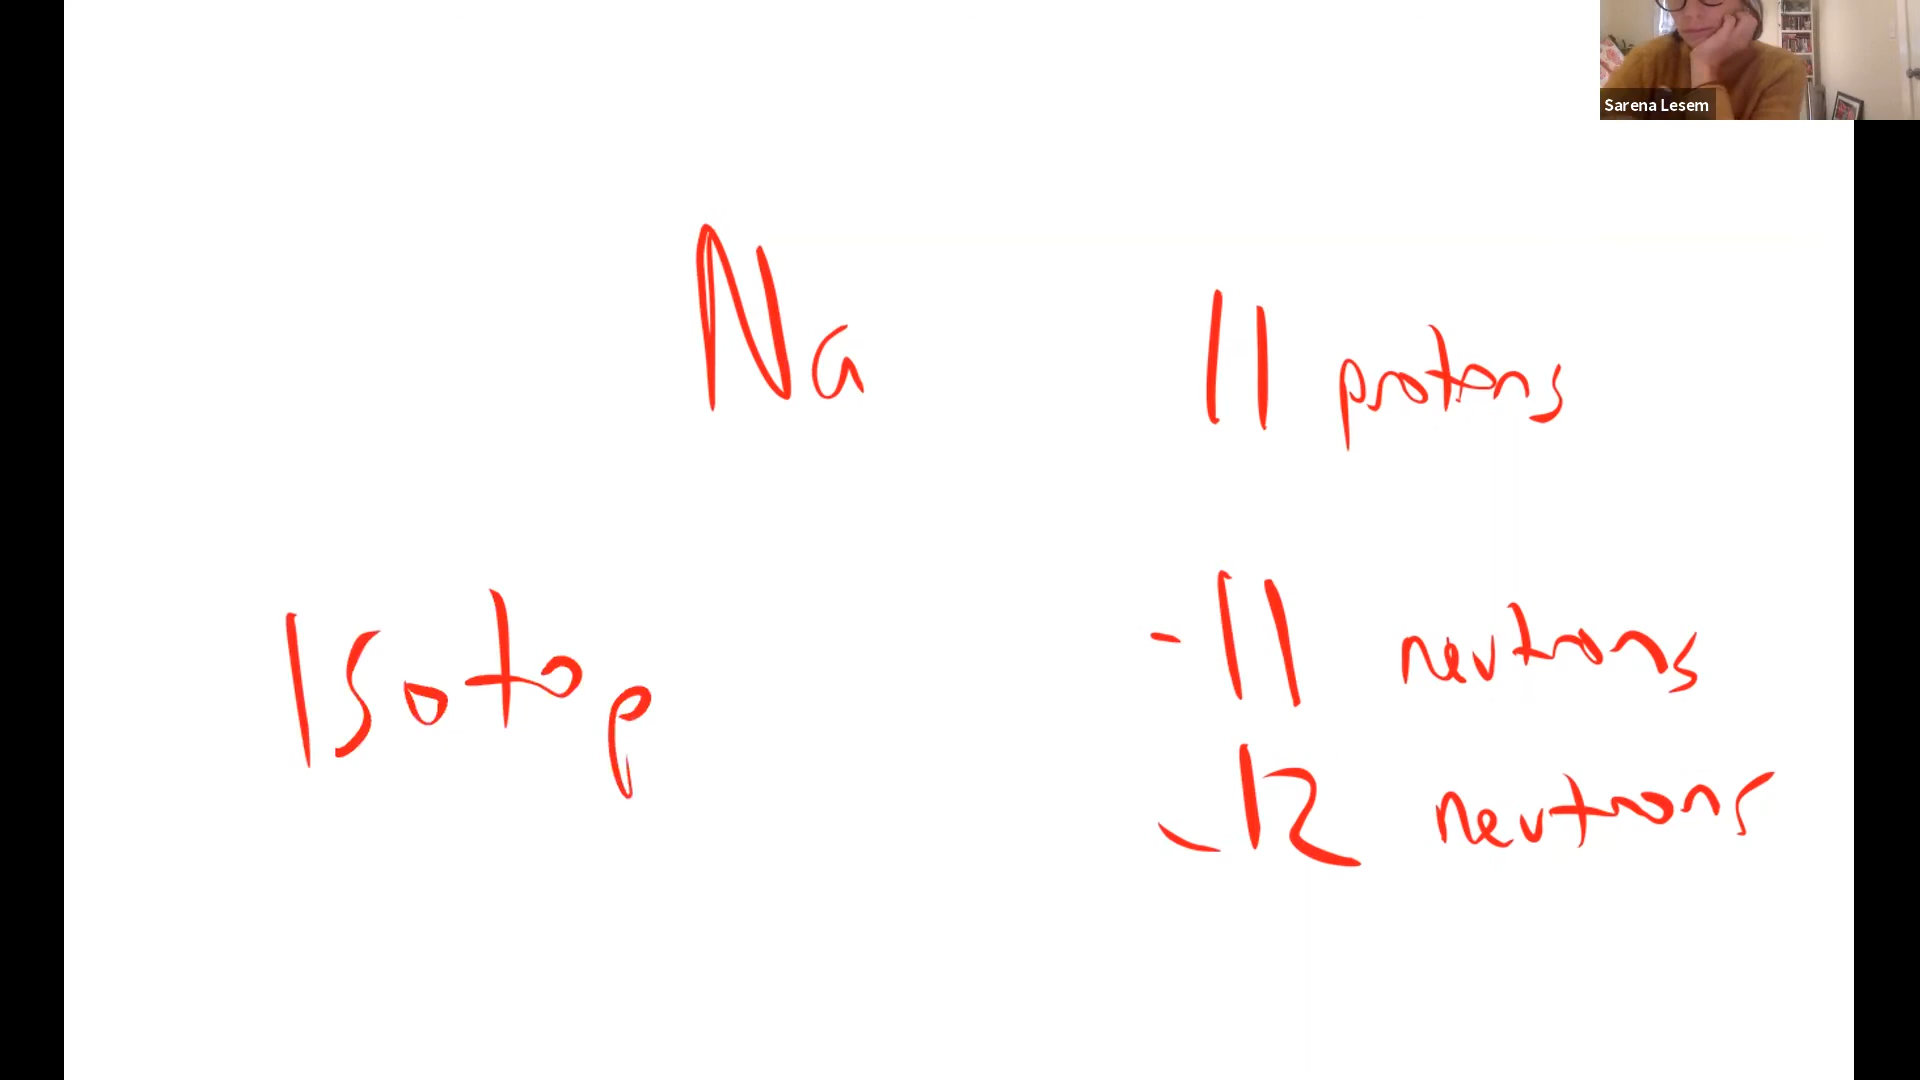 Sarena Lesem
Na
11 protons
Isotop
-11 neutrons
-12 neutrons